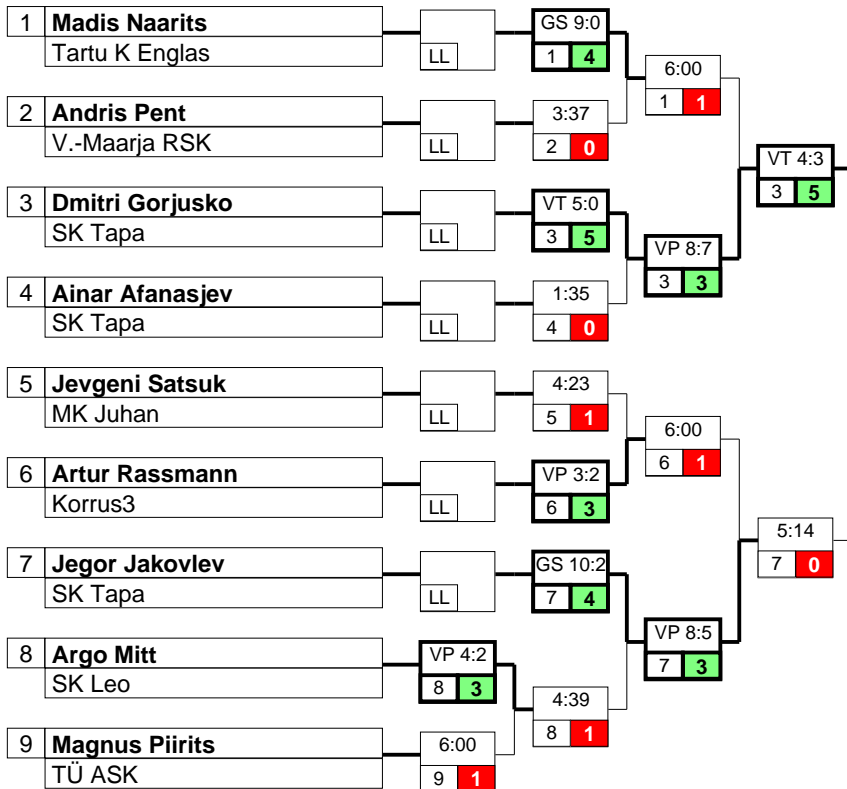 1 Madis Naarits
Tartu K Englas
LL
GS 9:0
1 4
6:00
1 1
2 Andris Pent
V.-Maarja RSK
LL
3:37
2 0
VT 4:3
3 5
3 Dmitri Gorjusko
SK Tapa
LL
VT 5:0
3 5
VP 8:7
3 3
4 Ainar Afanasjev
SK Tapa
LL
1:35
4 0
5 Jevgeni Satsuk
MK Juhan
LL
4:23
5 1
6:00
6 1
6 Artur Rassmann
Korrus3
LL
VP 3:2
6 3
5:14
7 0
7 Jegor Jakovlev
SK Tapa
LL
GS 10:2
7 4
VP 8:5
7 3
8 Argo Mitt
SK Leo
VP 4:2
8 3
4:39
8 1
9 Magnus Piirits
TÜ ASK
6:00
9 1